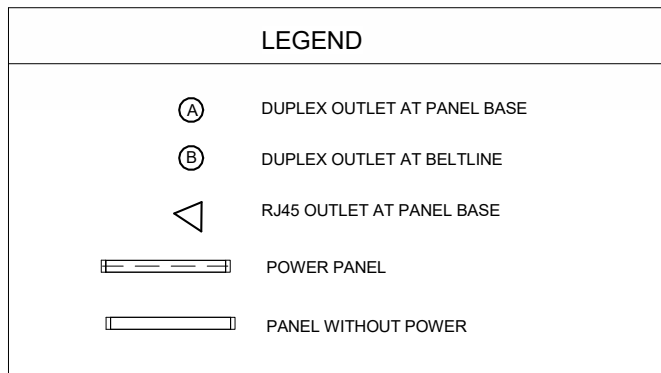 LEGEND
A DUPLEX OUTLET AT PANEL BASE
B DUPLEX OUTLET AT BELTLINE
RJ45 OUTLET AT PANEL BASE
POWER PANEL
PANEL WITHOUT POWER